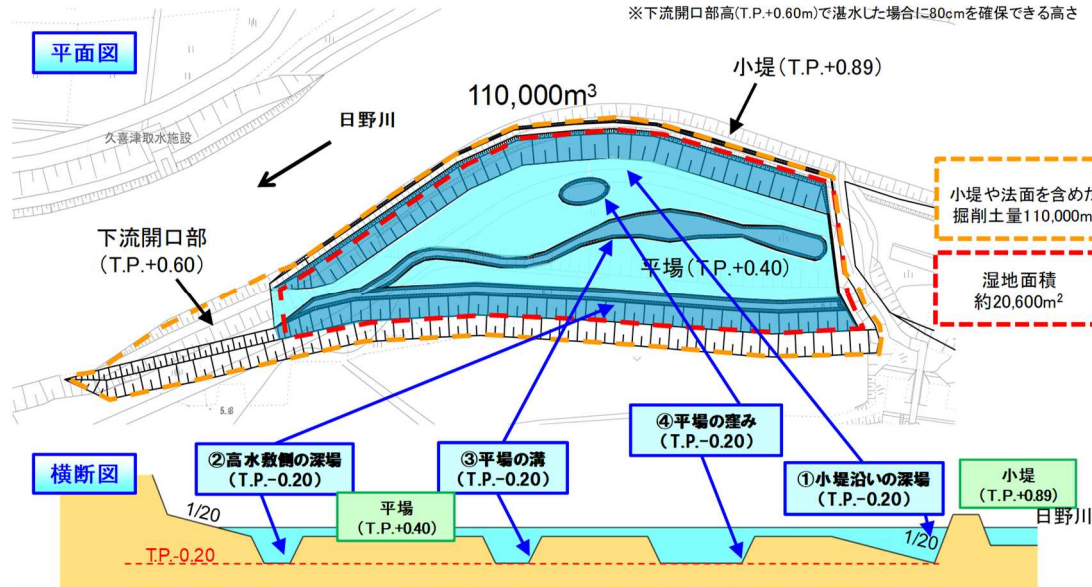 ※下流開口部高(T.P.+0.60m)で湛水した場合に80cmを確保できる高さ
平面図
小堤(T.P.+0.89)
110,000m³
日野川
久喜津取水施設
小堤や法面を含めた
掘削土量110,000m
下流開口部
(T.P.+0.60)
平場(T.P.+0.40)
湿地面積
約20,600m²
5.8
②高水敷側の深場
(T.P.-0.20)
③平場の溝
(T.P.-0.20)
④平場の窪み
(T.P.-0.20)
①小堤沿いの深場
(T.P.-0.20)
横断図
小堤
(T.P.+0.89)
日野川
1/20
平場
(T.P.+0.40)
1/20
T.P.-0.20